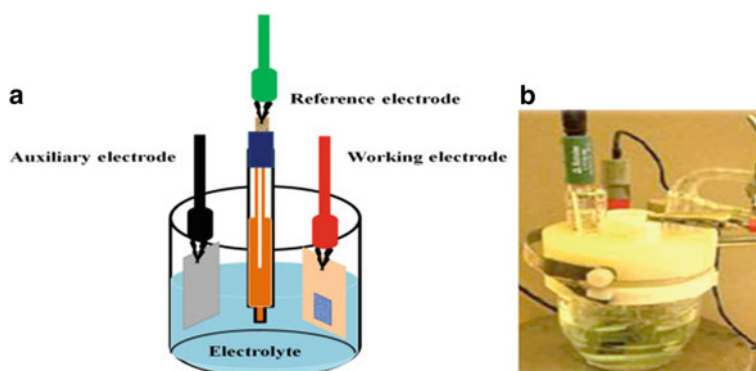 a
Reference electrode
b
Auxiliary electrode
Working electrode
Electrolyte